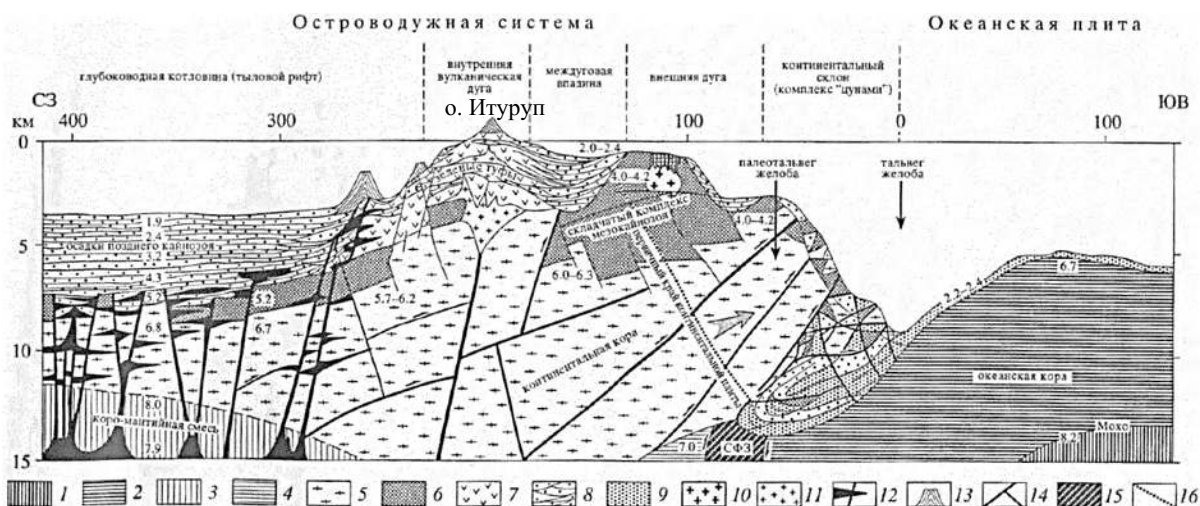 Островодужная система
Океанская плита
глубоководная котловина (тыловой рифт)
внутренняя
вулканическая
дуга
междуговая
впадина
внешняя дуга
континентальный
склон
(комплекс "цунами")
СЗ
ЮВ
о. Итуруп
км
400
300
100
0
100
0
5
10
15
2.0–2.4
зеленые туфы
4.0–4.2
палеотальвег
желоба
тальвег
желоба
1.9
2.4
осадки позднего кайнозоя
3.2
4.3
5.2
5.2
6.8
6.7
5.7–6.2
складчатый комплекс
мезокайнозоя
6.0–6.3
4.0–4.2
континентальная кора
край континентальной плиты
6.7
2.2–2.4
океанская кора
8.0
коро-мантийная смесь
7.9
7.0
СФЗ
Мохо
8.2
1 2 3 4 5 6 7 8 9 10 11 12 13 14 15 16